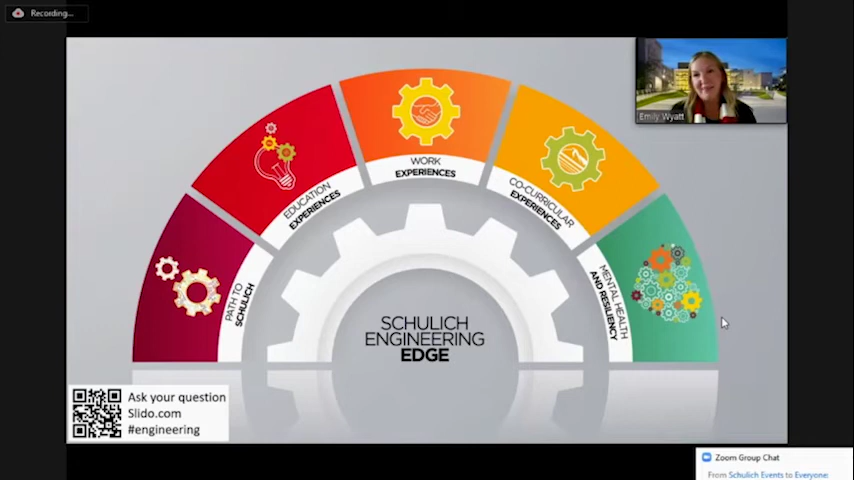 Recording...
Emily Wyatt
WORK
EXPERIENCES
EDUCATION
EXPERIENCES
CO-CURRICULAR
EXPERIENCES
PATH TO
SCHULICH
MENTAL HEALTH
AND RESILIENCY
SCHULICH
ENGINEERING
EDGE
Ask your question
Slido.com
#engineering
Zoom Group Chat
From Schulich Events to Everyone: